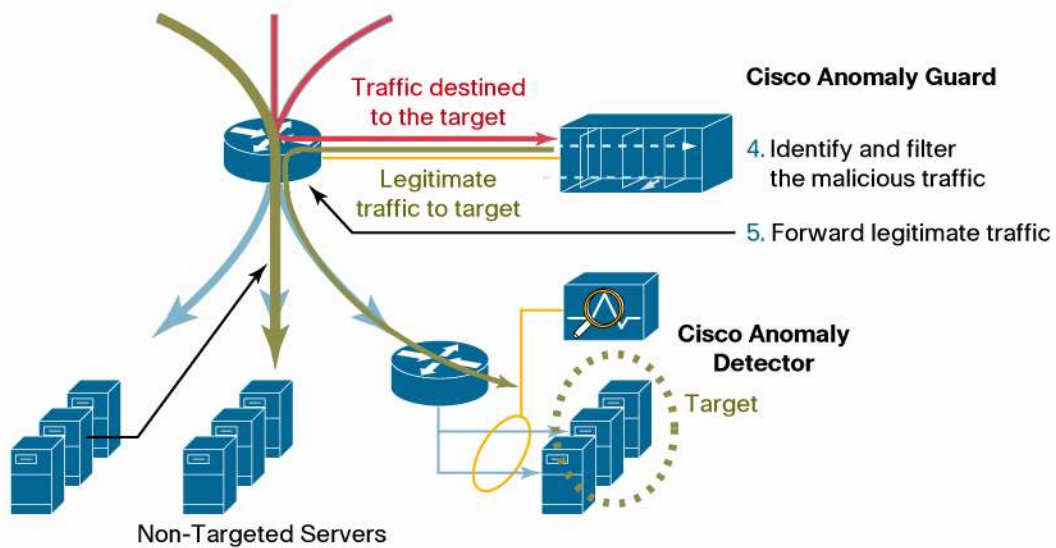 Traffic destined
to the target
Cisco Anomaly Guard
4. Identify and filter
the malicious traffic
Legitimate
traffic to target
5. Forward legitimate traffic
Cisco Anomaly
Detector
Target
Non-Targeted Servers